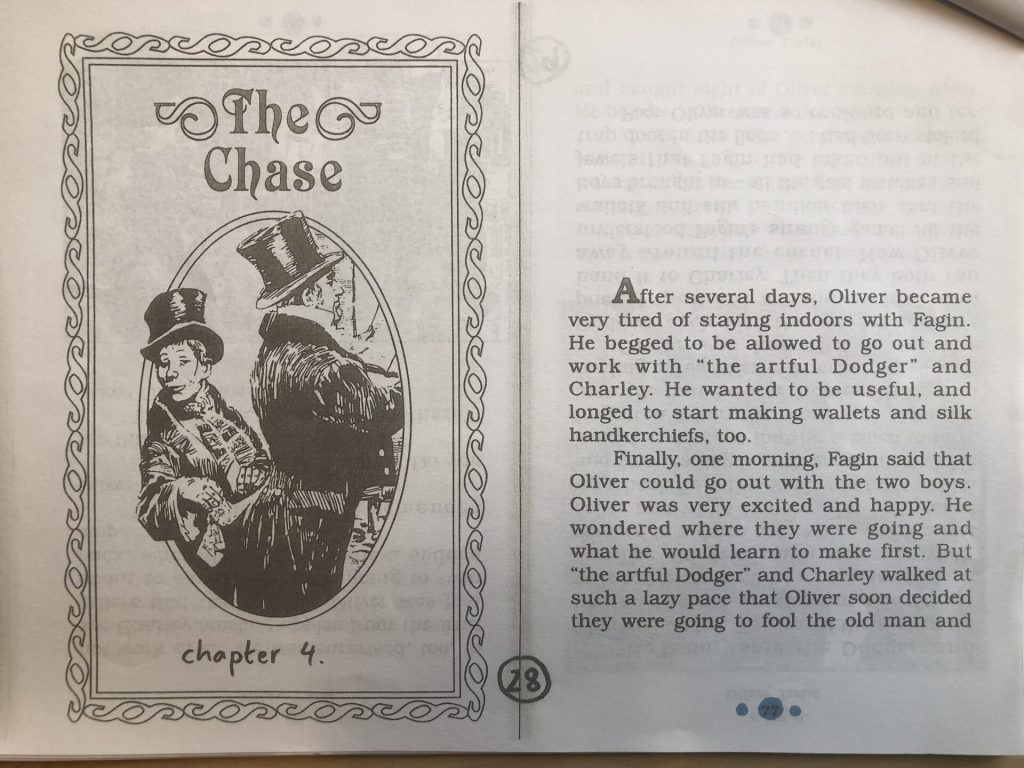 The
Chase
chapter 4.
28
After several days, Oliver became
very tired of staying indoors with Fagin.
He begged to be allowed to go out and
work with “the artful Dodger” and
Charley. He wanted to be useful, and
longed to start making wallets and silk
handkerchiefs, too.
Finally, one morning, Fagin said that
Oliver could go out with the two boys.
Oliver was very excited and happy. He
wondered where they were going and
what he would learn to make first. But
“the artful Dodger” and Charley walked at
such a lazy pace that Oliver soon decided
they were going to fool the old man and
77